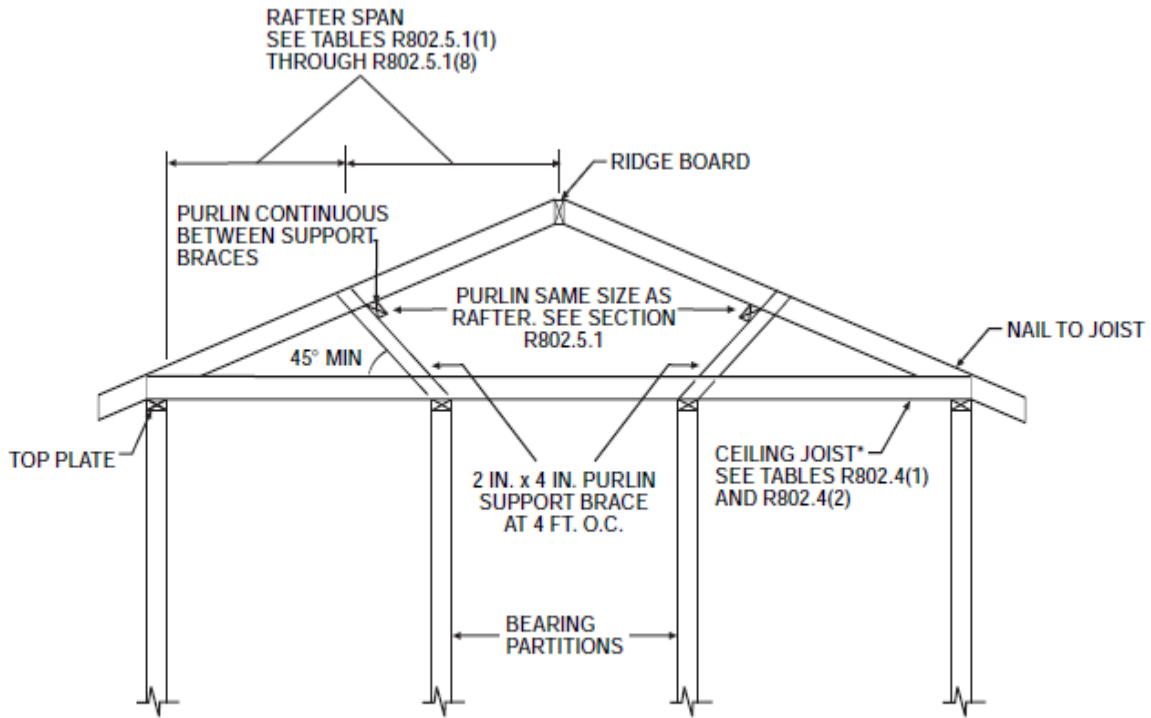 RAFTER SPAN
SEE TABLES R802.5.1(1)
THROUGH R802.5.1(8)
RIDGE BOARD
PURLIN CONTINUOUS
BETWEEN SUPPORT
BRACES
PURLIN SAME SIZE AS
RAFTER. SEE SECTION
R802.5.1
NAIL TO JOIST
45° MIN
TOP PLATE
2 IN. x 4 IN. PURLIN
SUPPORT BRACE
AT 4 FT. O.C.
CEILING JOIST*
SEE TABLES R802.4(1)
AND R802.4(2)
BEARING
PARTITIONS